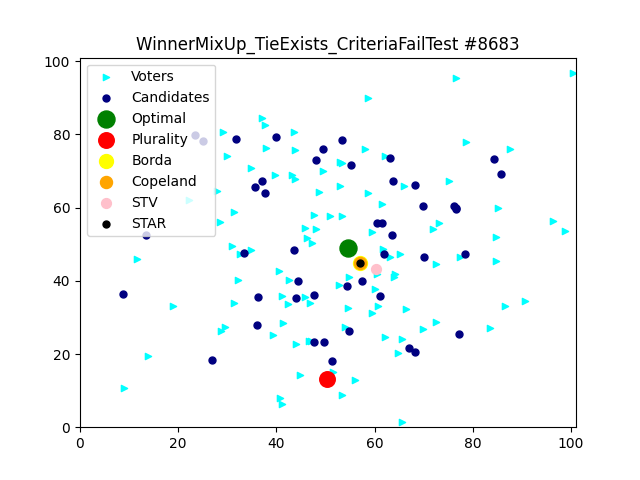 WinnerMixUp_TieExists_CriteriaFailTest #8683
100
80
60
40
20
0
Voters
Candidates
Optimal
Plurality
Borda
Copeland
STV
STAR
0 20 40 60 80 100